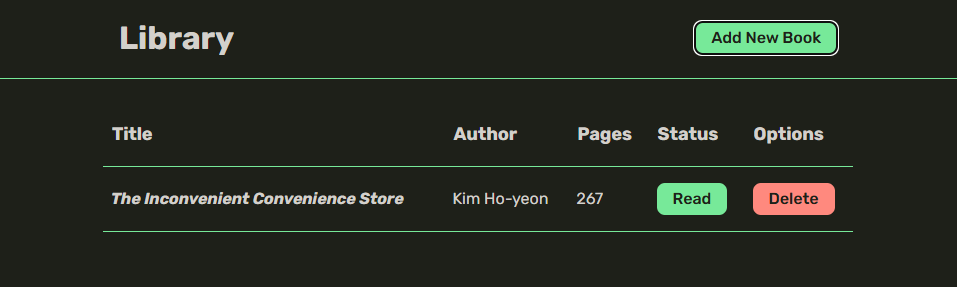 Library
Add New Book
Title Author Pages Status Options
The Inconvenient Convenience Store Kim Ho-yeon 267 Read Delete